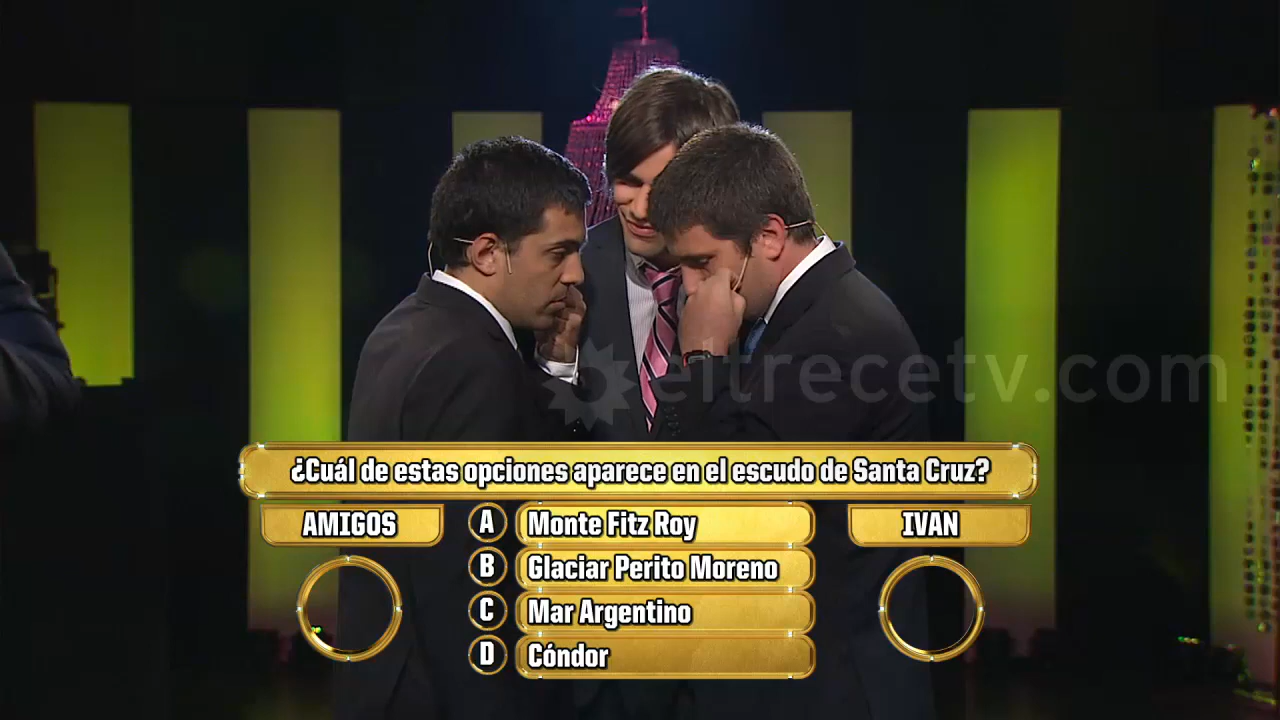 eltrecetv.com
¿Cuál de estas opciones aparece en el escudo de Santa Cruz?
AMIGOS
A Monte Fitz Roy
IVAN
B Glaciar Perito Moreno
C Mar Argentino
D Cóndor